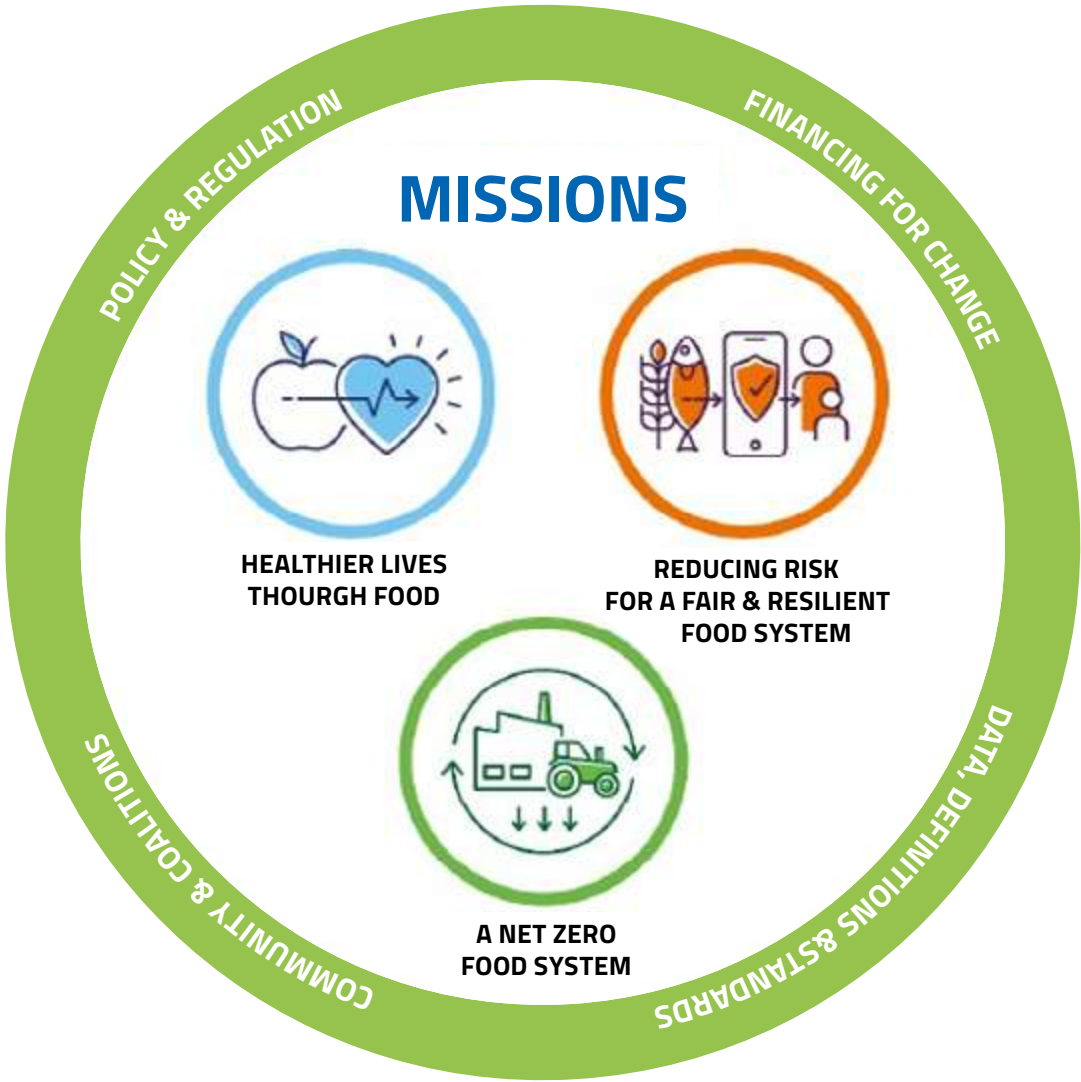 POLICY & REGULATION
FINANCING FOR CHANGE
MISSIONS
HEALTHIER LIVES
THOURGH FOOD
REDUCING RISK
FOR A FAIR & RESILIENT
FOOD SYSTEM
A NET ZERO
FOOD SYSTEM
COMMUNITY & COALITIONS
DATA, DEFINITIONS &STANDARDS